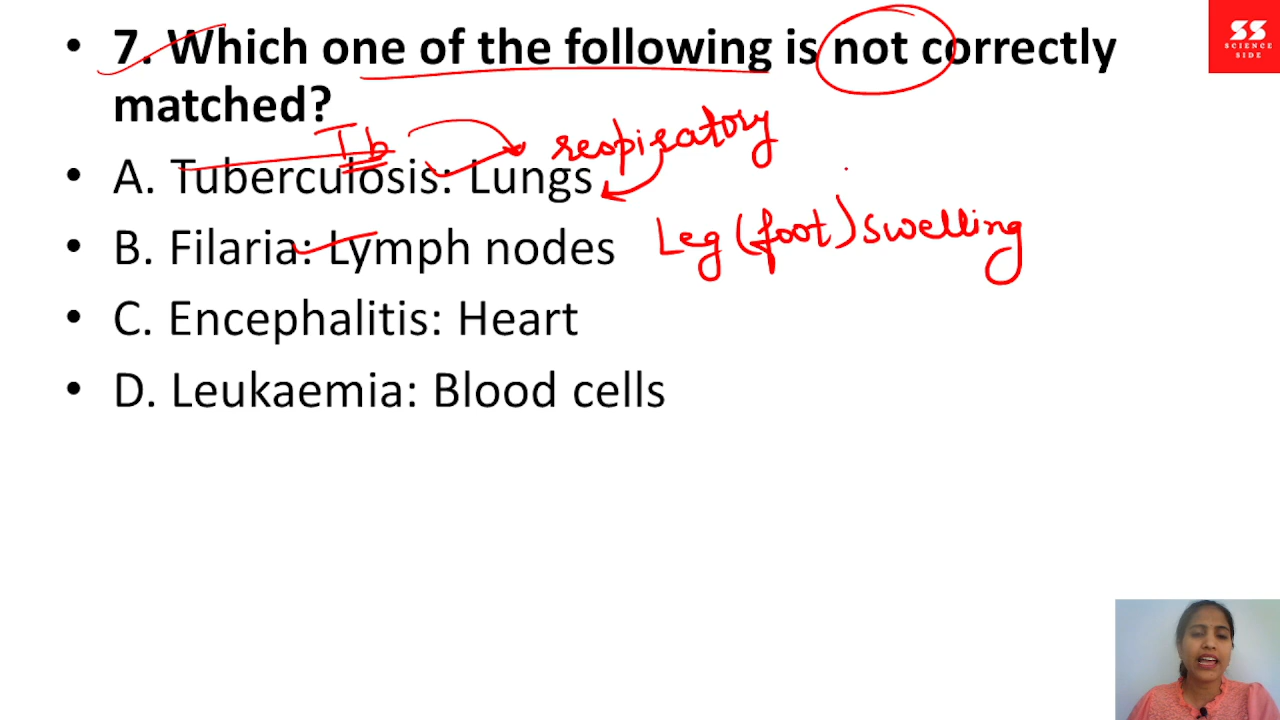 SS
SCIENCE
SIDE
• 7. Which one of the following is not correctly
matched?
Tb
respiratory
• A. Tuberculosis: Lungs
Leg (foot) swelling
• B. Filaria: Lymph nodes
• C. Encephalitis: Heart
• D. Leukaemia: Blood cells